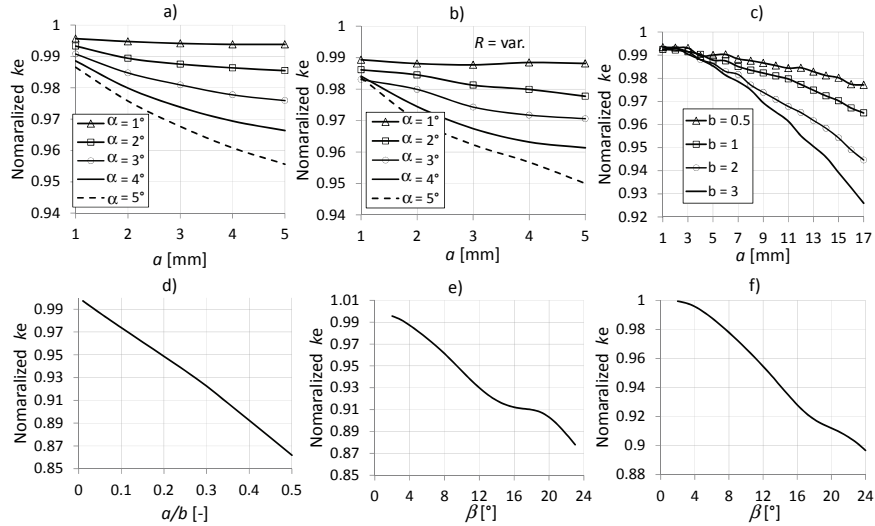 a)
Nomaralized ke
1
0.99
0.98
0.97
0.96
0.95
0.94
α = 1°
α = 2°
α = 3°
α = 4°
α = 5°
1 2 3 4 5
a [mm]
b)
R = var.
Nomaralized ke
1
0.99
0.98
0.97
0.96
0.95
0.94
α = 1°
α = 2°
α = 3°
α = 4°
α = 5°
1 2 3 4 5
a [mm]
c)
Nomaralized ke
1
0.99
0.98
0.97
0.96
0.95
0.94
0.93
0.92
b = 0.5
b = 1
b = 2
b = 3
1 3 5 7 9 11 13 15 17
a [mm]
d)
Nomaralized ke
0.99
0.97
0.95
0.93
0.91
0.89
0.87
0.85
0 0.1 0.2 0.3 0.4 0.5
a/b [-]
e)
Nomaralized ke
1.01
0.99
0.97
0.95
0.93
0.91
0.89
0.87
0.85
0 4 8 12 16 20 24
β [°]
f)
Nomaralized ke
1
0.98
0.96
0.94
0.92
0.9
0.88
0 4 8 12 16 20 24
β [°]